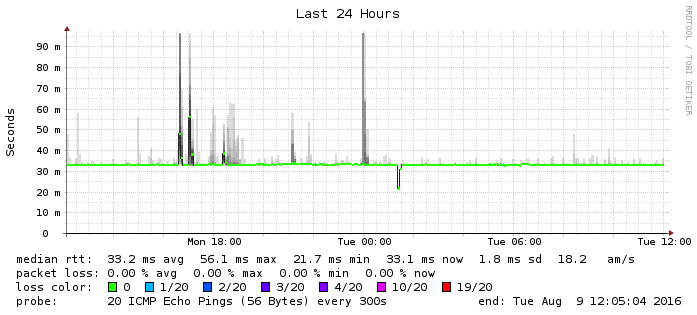 Last 24 Hours
RRDTOOL / TOBI OETIKER
Seconds
90 m
80 m
70 m
60 m
50 m
40 m
30 m
20 m
10 m
0
Mon 18:00 Tue 00:00 Tue 06:00 Tue 12:00
median rtt: 33.2 ms avg 56.1 ms max 21.7 ms min 33.1 ms now 1.8 ms sd 18.2 am/s
packet loss: 0.00 % avg 0.00 % max 0.00 % min 0.00 % now
loss color: 0 1/20 2/20 3/20 4/20 10/20 19/20
probe: 20 ICMP Echo Pings (56 Bytes) every 300s end: Tue Aug 9 12:05:04 2016